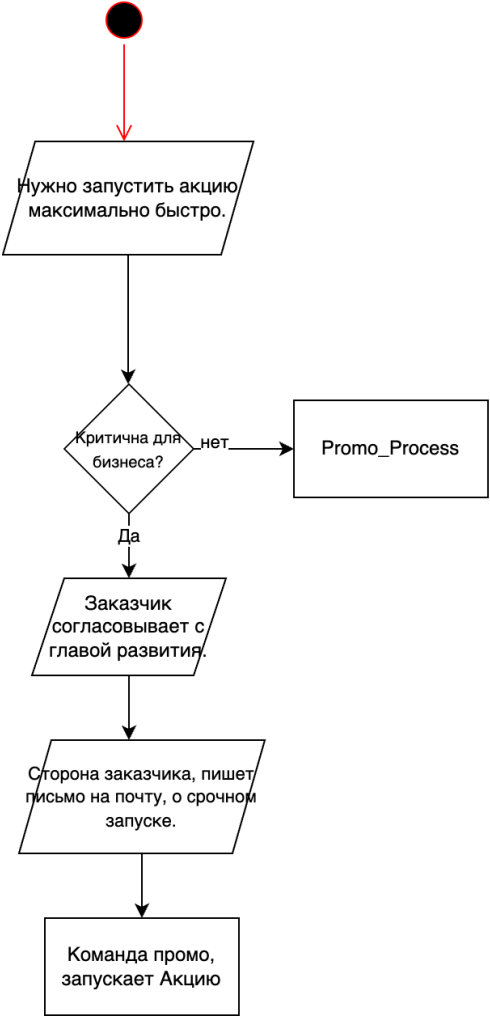 Нужно запустить акцию
максимально быстро.
Критична для
бизнеса?
нет
Promo_Process
Да
Заказчик
согласовывает с
главой развития.
Сторона заказчика, пишет
письмо на почту, о срочном
запуске.
Команда промо,
запускает Акцию